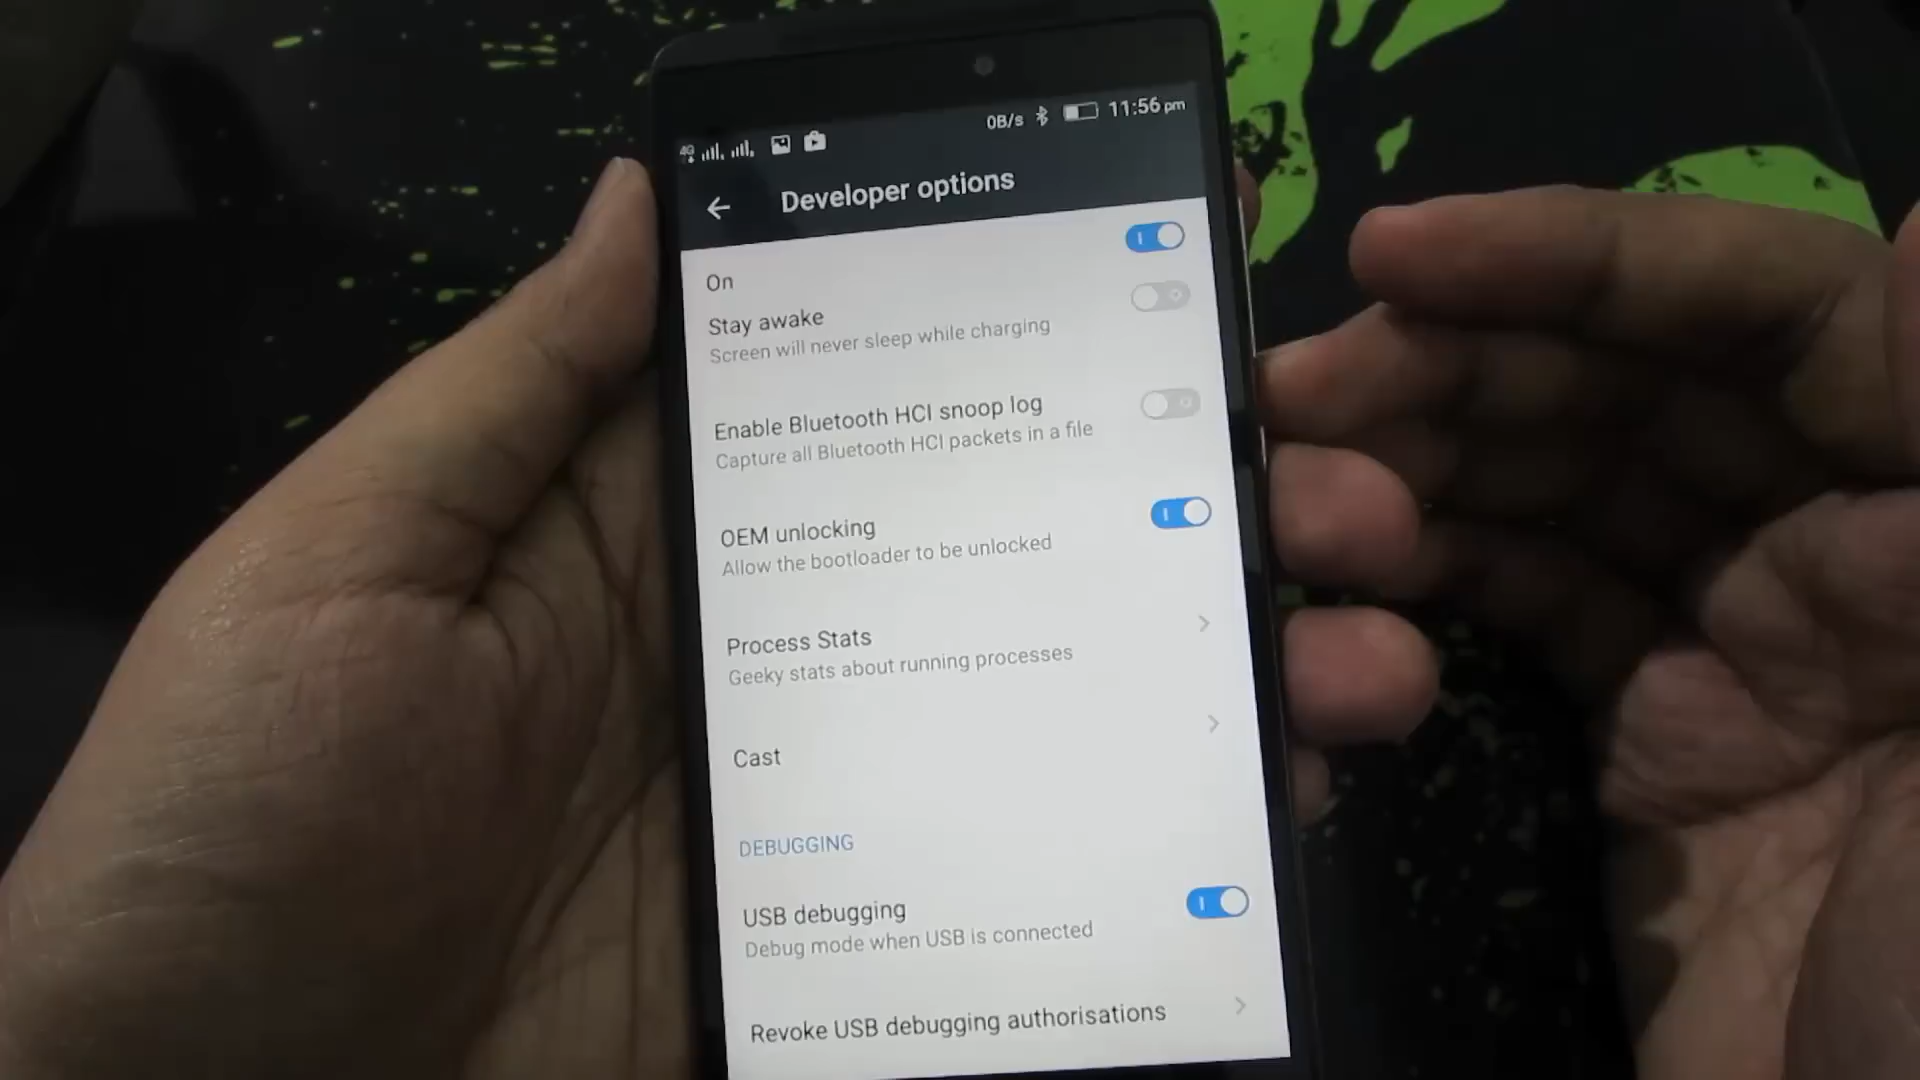 4G 0B/s 11:56 pm
Developer options
On
Stay awake
Screen will never sleep while charging
Enable Bluetooth HCI snoop log
Capture all Bluetooth HCI packets in a file
OEM unlocking
Allow the bootloader to be unlocked
Process Stats
Geeky stats about running processes
Cast
DEBUGGING
USB debugging
Debug mode when USB is connected
Revoke USB debugging authorisations